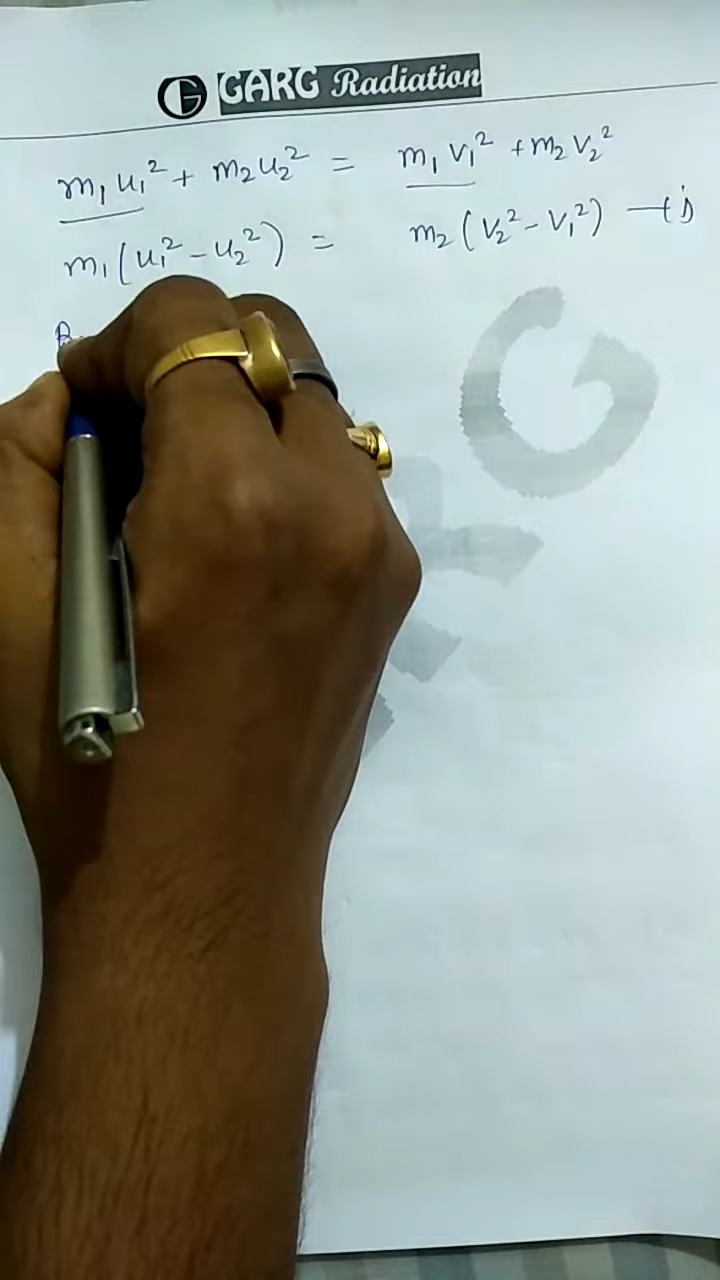 GARG Radiation
m₁u₁² + m₂u₂² = m₁v₁² + m₂v₂²
m₁(u₁² - u₂²) = m₂(v₂² - v₁²) —(i)